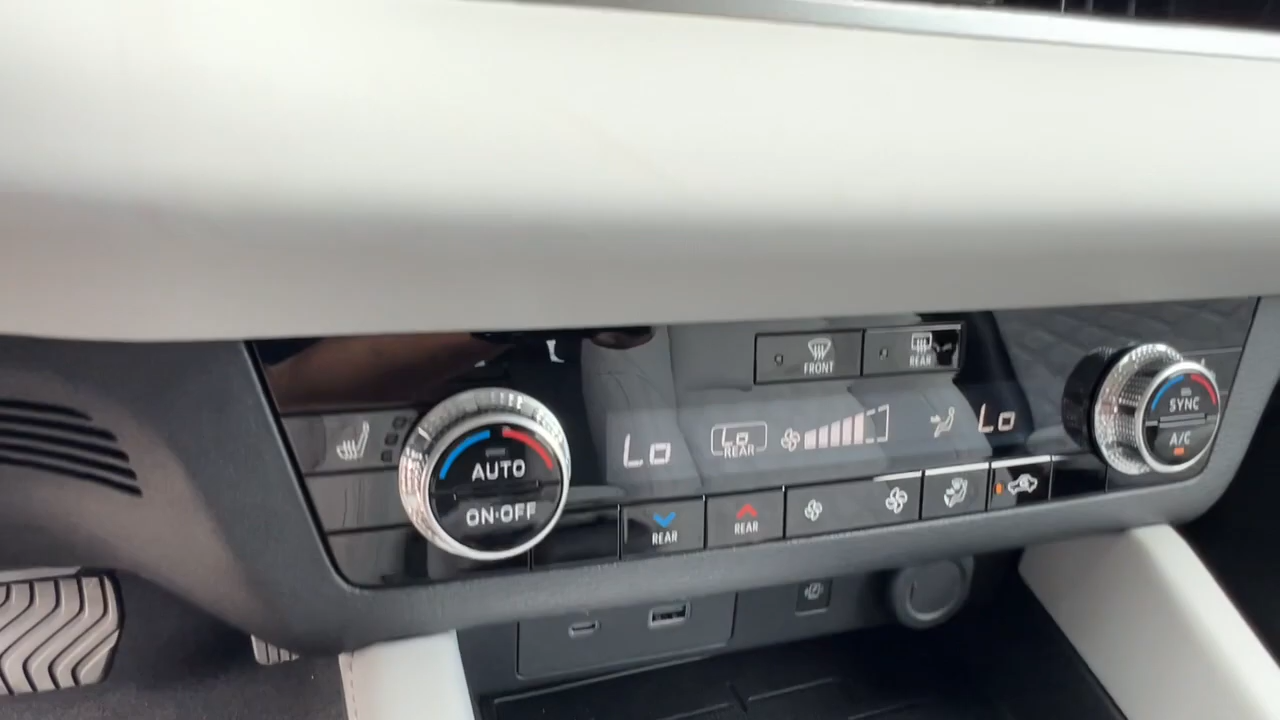 FRONT
REAR
Lo
Lo
REAR
Lo
AUTO
ON·OFF
SYNC
A/C
REAR
REAR